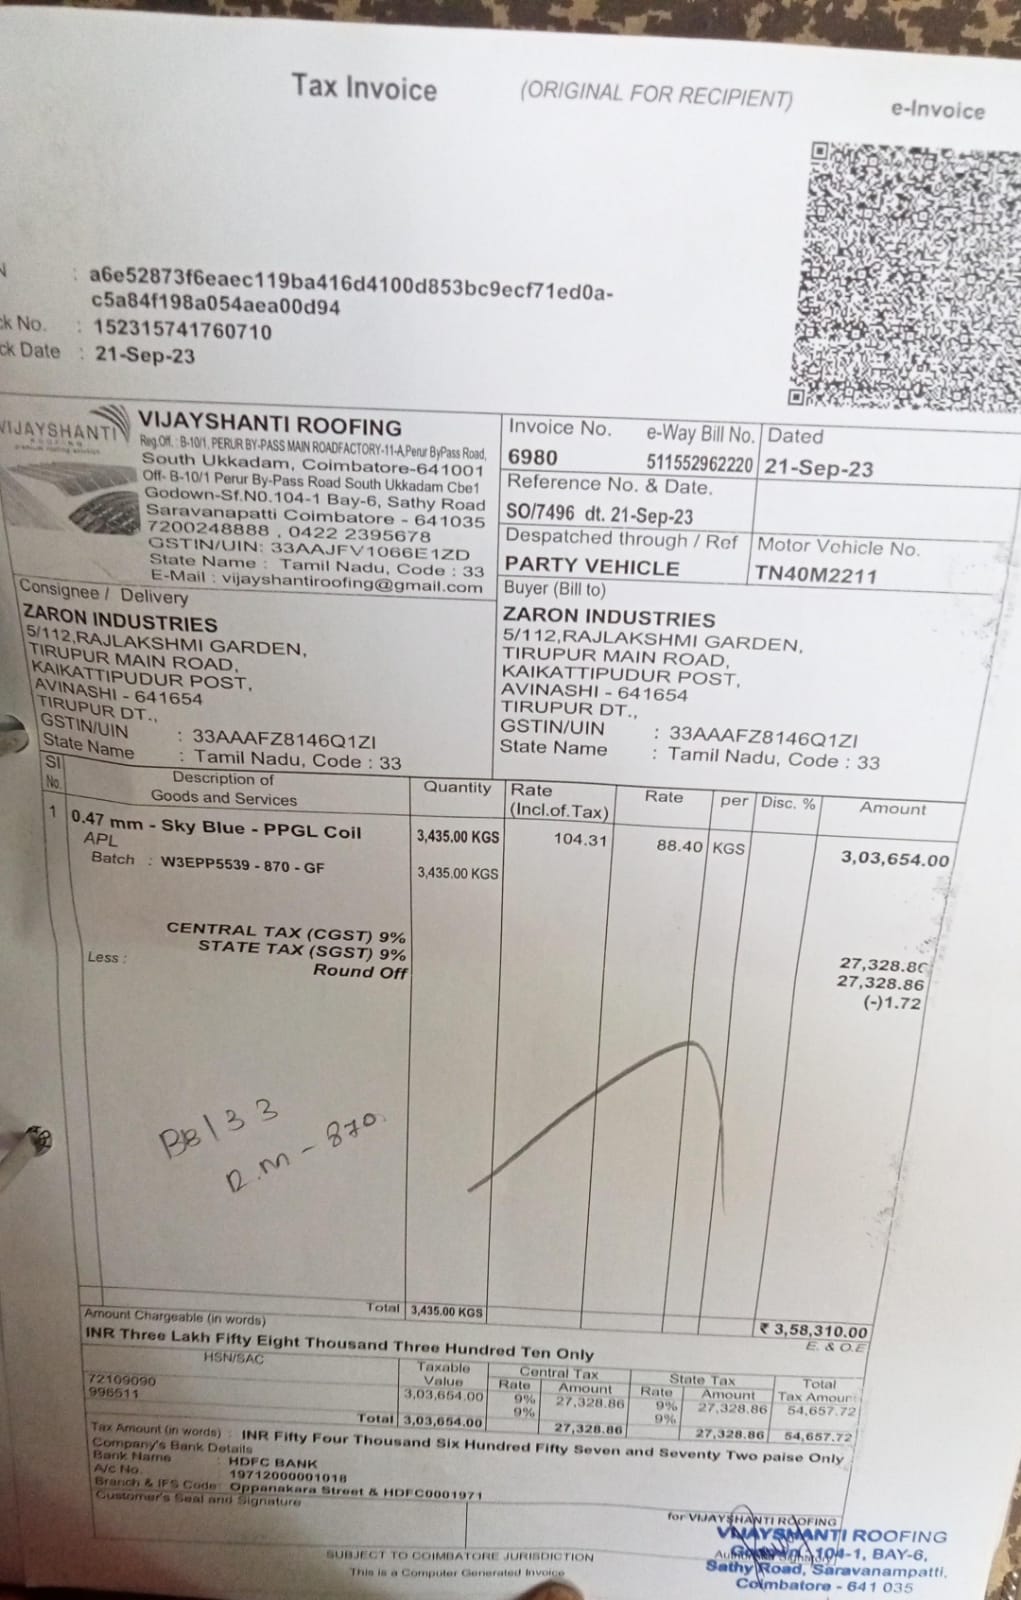 Tax Invoice
(ORIGINAL FOR RECIPIENT)
e-Invoice
N : a6e52873f6eaec119ba416d4100d853bc9ecf71ed0a-
c5a84f198a054aea00d94
ck No. : 152315741760710
ck Date : 21-Sep-23
VIJAYSHANTI
ROOFING
VIJAYSHANTI ROOFING
Reg.Off. : B-10/1, PERUR BY-PASS MAIN ROADFACTORY-11-A,Perur ByPass Road,
South Ukkadam, Coimbatore-641001
Off- B-10/1 Perur By-Pass Road South Ukkadam Cbe1
Godown-Sf.N0.104-1 Bay-6, Sathy Road
Saravanapatti Coimbatore - 641035
7200248888 , 0422 2395678
GSTIN/UIN: 33AAJFV1066E1ZD
State Name : Tamil Nadu, Code : 33
E-Mail : vijayshantiroofing@gmail.com
Invoice No. e-Way Bill No. Dated
6980 511552962220 21-Sep-23
Reference No. & Date.
SO/7496 dt. 21-Sep-23
Despatched through / Ref Motor Vehicle No.
PARTY VEHICLE TN40M2211
Consignee / Delivery
ZARON INDUSTRIES
5/112,RAJLAKSHMI GARDEN,
TIRUPUR MAIN ROAD,
KAIKATTIPUDUR POST,
AVINASHI - 641654
TIRUPUR DT.,
GSTIN/UIN : 33AAAFZ8146Q1ZI
State Name : Tamil Nadu, Code : 33
Buyer (Bill to)
ZARON INDUSTRIES
5/112,RAJLAKSHMI GARDEN,
TIRUPUR MAIN ROAD,
KAIKATTIPUDUR POST,
AVINASHI - 641654
TIRUPUR DT.,
GSTIN/UIN : 33AAAFZ8146Q1ZI
State Name : Tamil Nadu, Code : 33
Sl No. Description of Goods and Services Quantity Rate (Incl.of.Tax) Rate per Disc. % Amount
1 0.47 mm - Sky Blue - PPGL Coil 3,435.00 KGS 104.31 88.40 KGS 3,03,654.00
APL
Batch : W3EPP5539 - 870 - GF 3,435.00 KGS
CENTRAL TAX (CGST) 9% 27,328.86
STATE TAX (SGST) 9% 27,328.86
Less : Round Off (-)1.72
BB133
R.M - 870.
Total 3,435.00 KGS ₹ 3,58,310.00
Amount Chargeable (in words) E. & O.E
INR Three Lakh Fifty Eight Thousand Three Hundred Ten Only
HSN/SAC Taxable Value Central Tax State Tax Total Tax Amount
Rate Amount Rate Amount
72109090 3,03,654.00 9% 27,328.86 9% 27,328.86 54,657.72
996511 9% 9%
Total 3,03,654.00 27,328.86 27,328.86 54,657.72
Tax Amount (in words) : INR Fifty Four Thousand Six Hundred Fifty Seven and Seventy Two paise Only
Company's Bank Details
Bank Name : HDFC BANK
A/c No. : 19712000001018
Branch & IFS Code: Oppanakara Street & HDFC0001971
Customer's Seal and Signature
for VIJAYSHANTI ROOFING
VIJAYSHANTI ROOFING
Godown : 104-1, BAY-6,
Authorised Signatory
Sathy Road, Saravanampatti,
Coimbatore - 641 035
SUBJECT TO COIMBATORE JURISDICTION
This is a Computer Generated Invoice